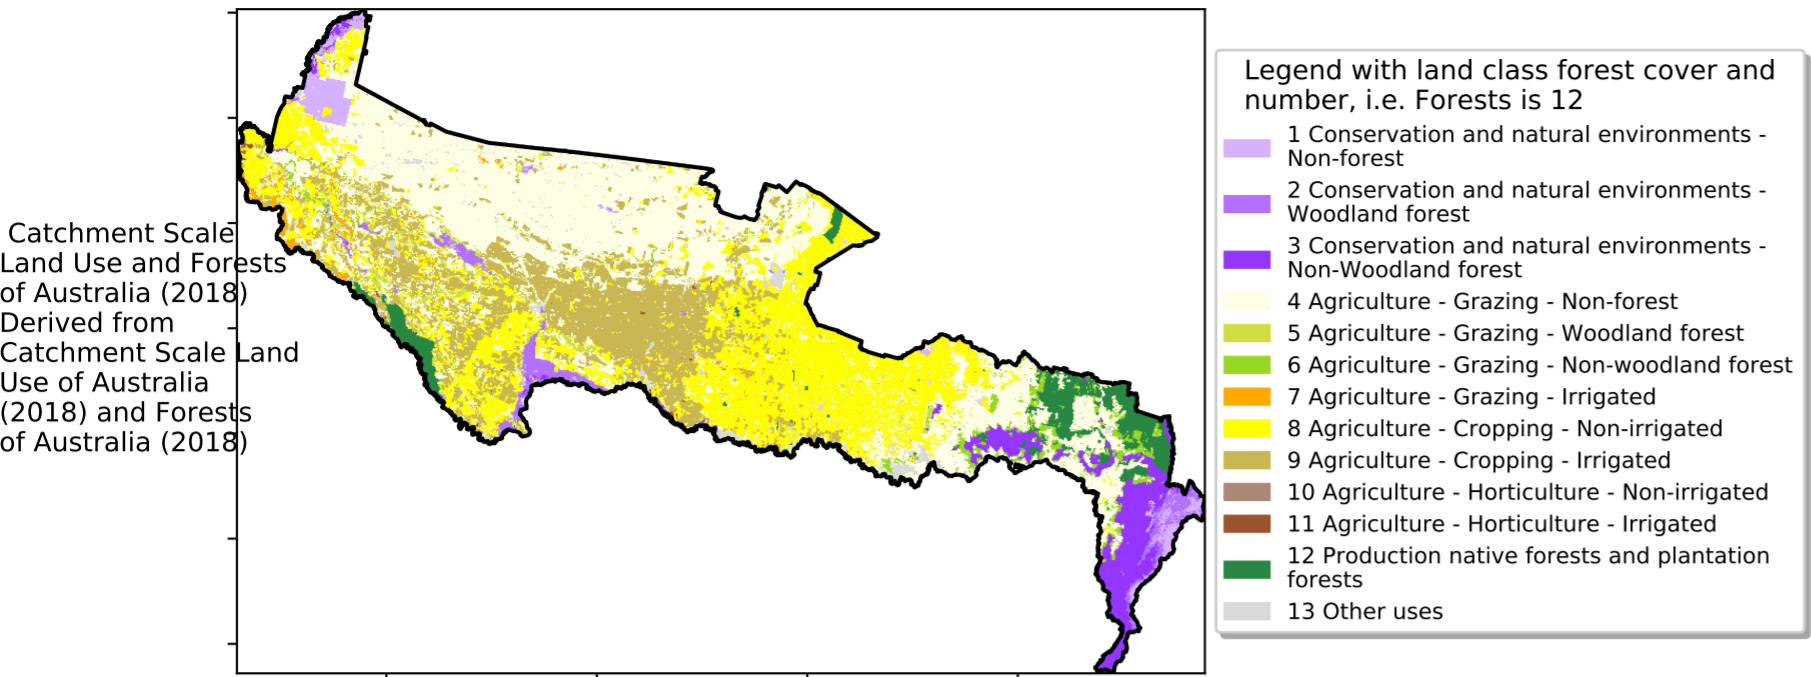 Catchment Scale
Land Use and Forests
of Australia (2018)
Derived from
Catchment Scale Land
Use of Australia
(2018) and Forests
of Australia (2018)
Legend with land class forest cover and
number, i.e. Forests is 12
1 Conservation and natural environments -
Non-forest
2 Conservation and natural environments -
Woodland forest
3 Conservation and natural environments -
Non-Woodland forest
4 Agriculture - Grazing - Non-forest
5 Agriculture - Grazing - Woodland forest
6 Agriculture - Grazing - Non-woodland forest
7 Agriculture - Grazing - Irrigated
8 Agriculture - Cropping - Non-irrigated
9 Agriculture - Cropping - Irrigated
10 Agriculture - Horticulture - Non-irrigated
11 Agriculture - Horticulture - Irrigated
12 Production native forests and plantation
forests
13 Other uses